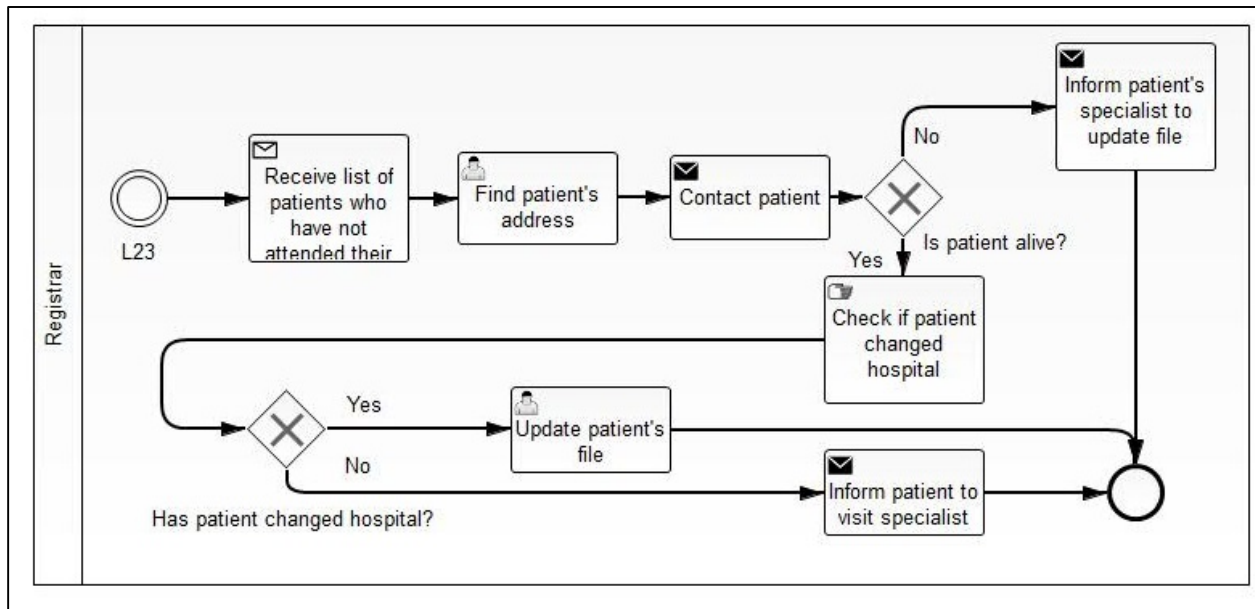 Registrar
L23
Receive list of
patients who
have not
attended their
Find patient's
address
Contact patient
Is patient alive?
No
Inform patient's
specialist to
update file
Yes
Check if patient
changed
hospital
Has patient changed hospital?
Yes
Update patient's
file
No
Inform patient to
visit specialist